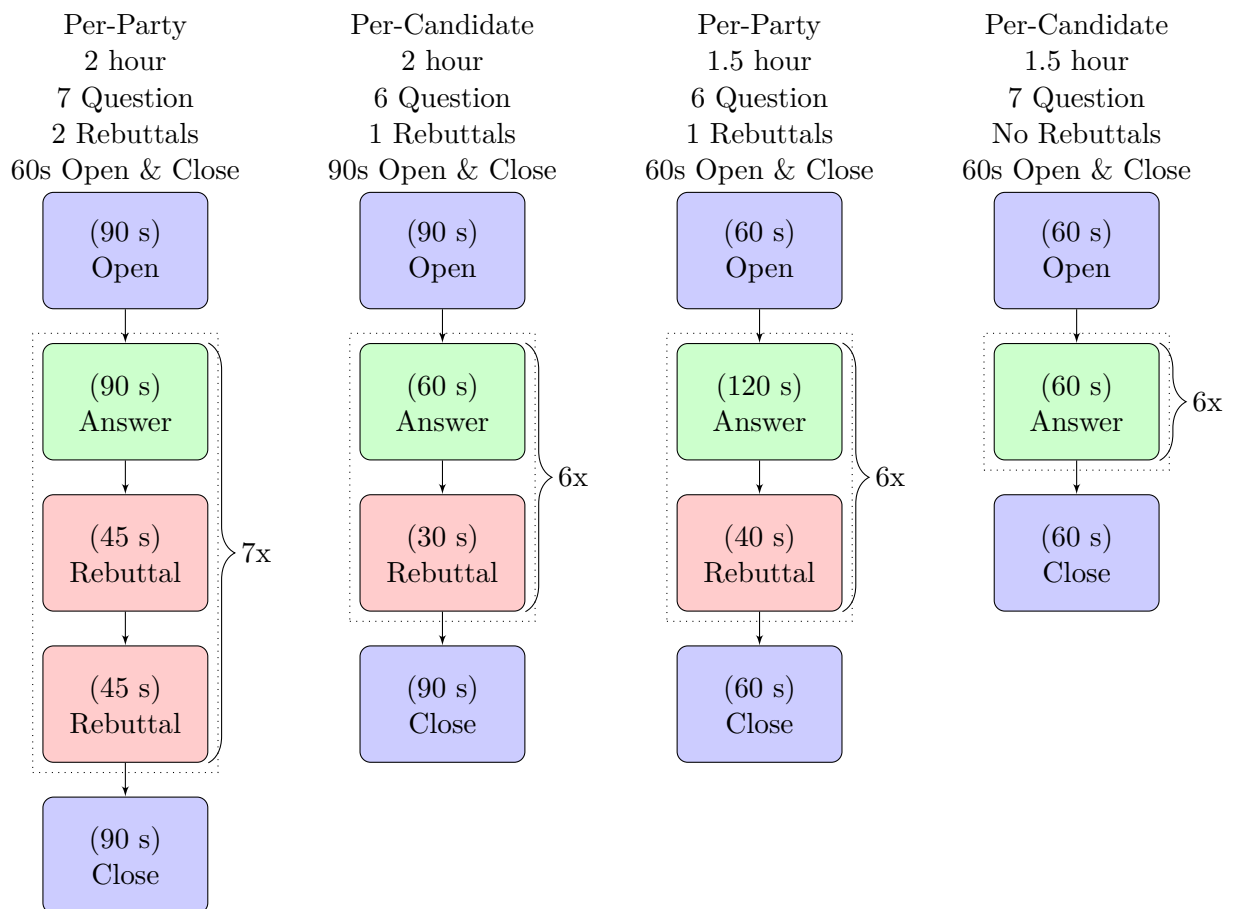 Per-Party
2 hour
7 Question
2 Rebuttals
60s Open & Close
(90 s)
Open
(90 s)
Answer
(45 s)
Rebuttal
(45 s)
Rebuttal
7x
(90 s)
Close
Per-Candidate
2 hour
6 Question
1 Rebuttals
90s Open & Close
(90 s)
Open
(60 s)
Answer
(30 s)
Rebuttal
6x
(90 s)
Close
Per-Party
1.5 hour
6 Question
1 Rebuttals
60s Open & Close
(60 s)
Open
(120 s)
Answer
(40 s)
Rebuttal
6x
(60 s)
Close
Per-Candidate
1.5 hour
7 Question
No Rebuttals
60s Open & Close
(60 s)
Open
(60 s)
Answer
6x
(60 s)
Close